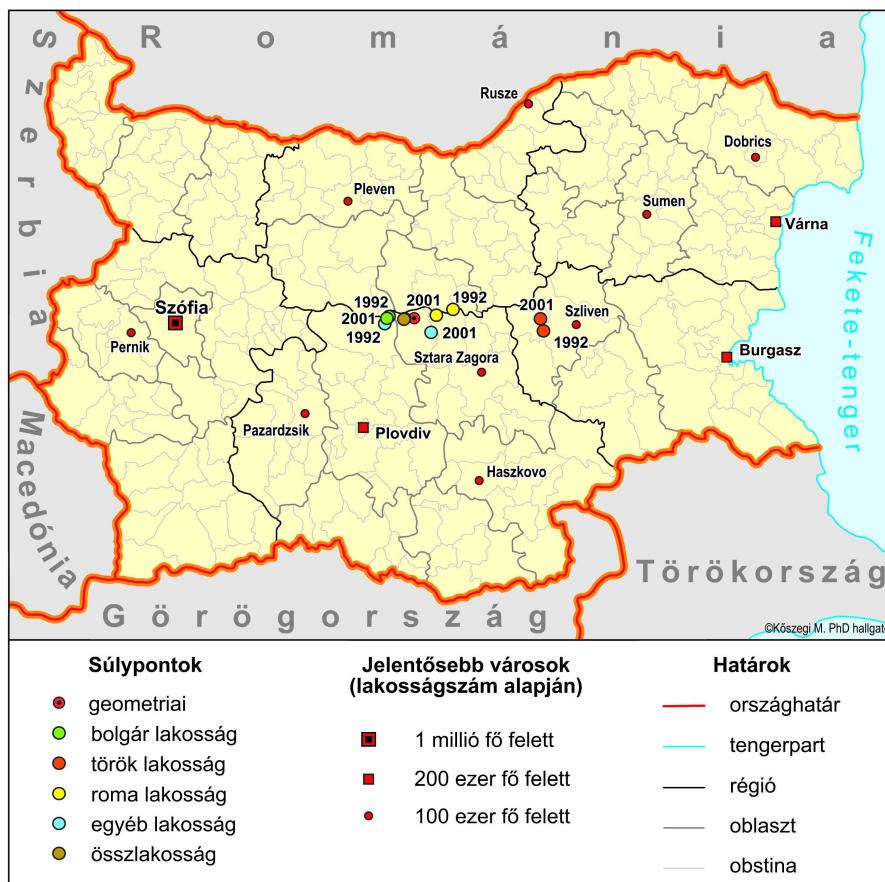 R o m á n i a
Szerbia
Rusze
Dobrics
Pleven
Sumen
Várna
Fekete-tenger
1992 2001 1992
2001
1992
2001
2001
Szliven
1992
Szófia
Pernik
Sztara Zagora
Burgasz
Macedónia
Pazardzsik
Plovdiv
Haszkovo
Törökország
Görögország
©Kőszegi M. PhD hallgat
Súlypontok
geometriai
bolgár lakosság
török lakosság
roma lakosság
egyéb lakosság
összlakosság
Jelentősebb városok
(lakosságszám alapján)
1 millió fő felett
200 ezer fő felett
100 ezer fő felett
Határok
országhatár
tengerpart
régió
oblaszt
obstina